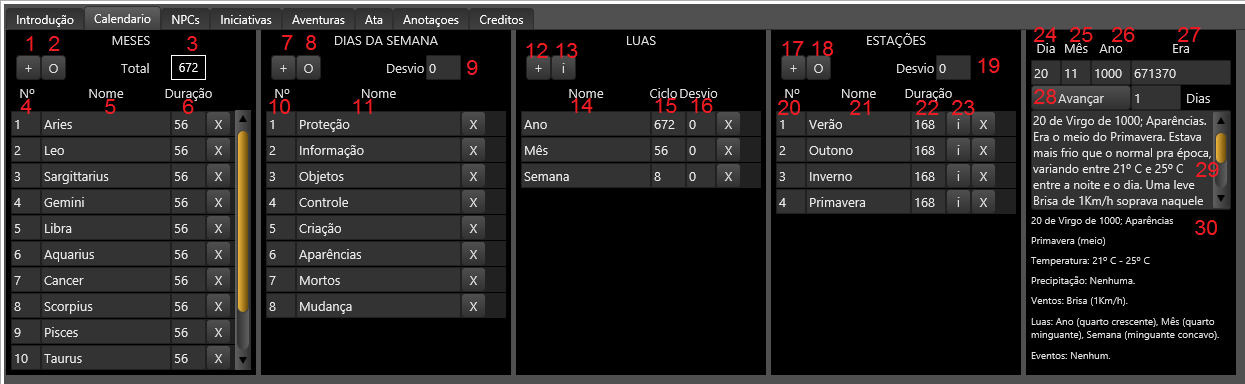 Introdução Calendario NPCs Iniciativas Aventuras Ata Anotaçoes Creditos
MESES
1 2 3
+ O Total 672
Nº Nome Duração
4 5 6
1 Aries 56 X
2 Leo 56 X
3 Sargittarius 56 X
4 Gemini 56 X
5 Libra 56 X
6 Aquarius 56 X
7 Cancer 56 X
8 Scorpius 56 X
9 Pisces 56 X
10 Taurus 56 X
DIAS DA SEMANA
7 8
+ O Desvio 0 9
Nº Nome
10 11
1 Proteção X
2 Informação X
3 Objetos X
4 Controle X
5 Criação X
6 Aparências X
7 Mortos X
8 Mudança X
LUAS
12 13
+ i
Nome Ciclo Desvio
14 15 16
Ano 672 0 X
Mês 56 0 X
Semana 8 0 X
ESTAÇÕES
17 18
+ O Desvio 0 19
Nº Nome Duração
20 21 22 23
1 Verão 168 i X
2 Outono 168 i X
3 Inverno 168 i X
4 Primavera 168 i X
24 25 26 27
Dia Mês Ano Era
20 11 1000 671370
28 Avançar 1 Dias
20 de Virgo de 1000; Aparências.
Era o meio do Primavera. Estava
mais frio que o normal pra época,
variando entre 21º C e 25º C
29
entre a noite e o dia. Uma leve
Brisa de 1Km/h soprava naquele
20 de Virgo de 1000; Aparências
30
Primavera (meio)
Temperatura: 21º C - 25º C
Precipitação: Nenhuma.
Ventos: Brisa (1Km/h).
Luas: Ano (quarto crescente), Mês (quarto
minguante), Semana (minguante concavo).
Eventos: Nenhum.